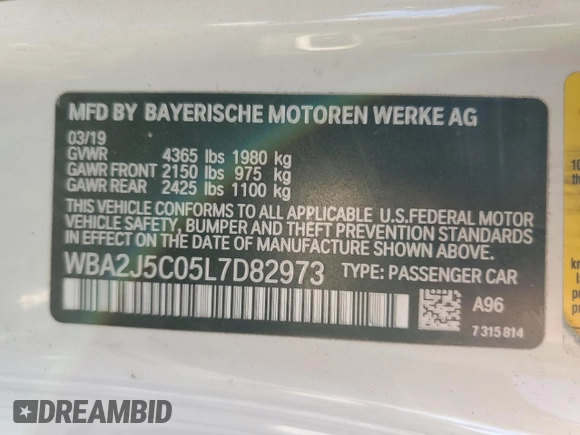 MFD BY BAYERISCHE MOTOREN WERKE AG
03/19
GVWR 4365 lbs 1980 kg
GAWR FRONT 2150 lbs 975 kg
GAWR REAR 2425 lbs 1100 kg
THIS VEHICLE CONFORMS TO ALL APPLICABLE U.S.FEDERAL MOTOR
VEHICLE SAFETY, BUMPER AND THEFT PREVENTION STANDARDS
IN EFFECT ON THE DATE OF MANUFACTURE SHOWN ABOVE.
WBA2J5C05L7D82973 TYPE: PASSENGER CAR
A96
7 315 814
DREAMBID